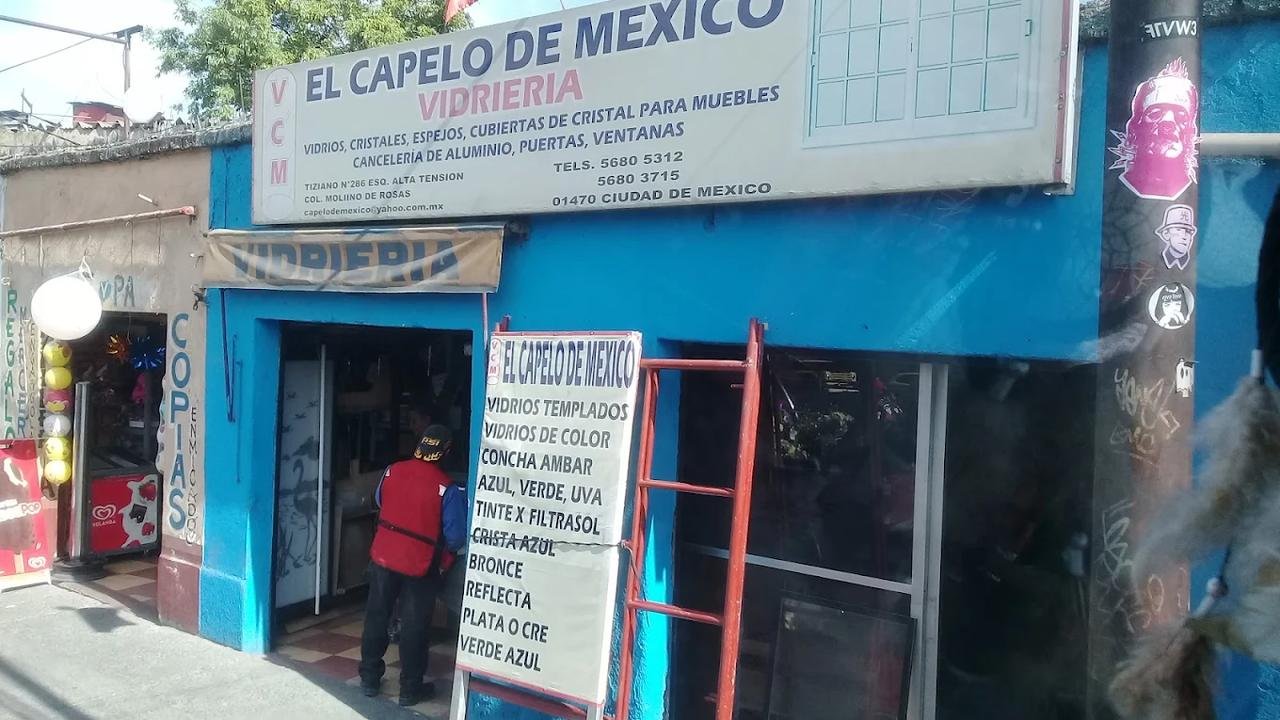 V
C
M
EL CAPELO DE MEXICO
VIDRIERIA
VIDRIOS, CRISTALES, ESPEJOS, CUBIERTAS DE CRISTAL PARA MUEBLES
CANCELERIA DE ALUMINIO, PUERTAS, VENTANAS
TIZIANO N°286 ESQ. ALTA TENSION
COL. MOLIINO DE ROSAS
capelodemexico@yahoo.com.mx
TELS. 5680 5312
5680 3715
01470 CIUDAD DE MEXICO
VIDRIERIA
VCM
EL CAPELO DE MEXICO
VIDRIOS TEMPLADOS
VIDRIOS DE COLOR
CONCHA AMBAR
AZUL, VERDE, UVA
TINTE X FILTRASOL
CRISTA AZUL
BRONCE
REFLECTA
PLATA O CRE
VERDE AZUL
REGAL
COPIAS
HOLANDA